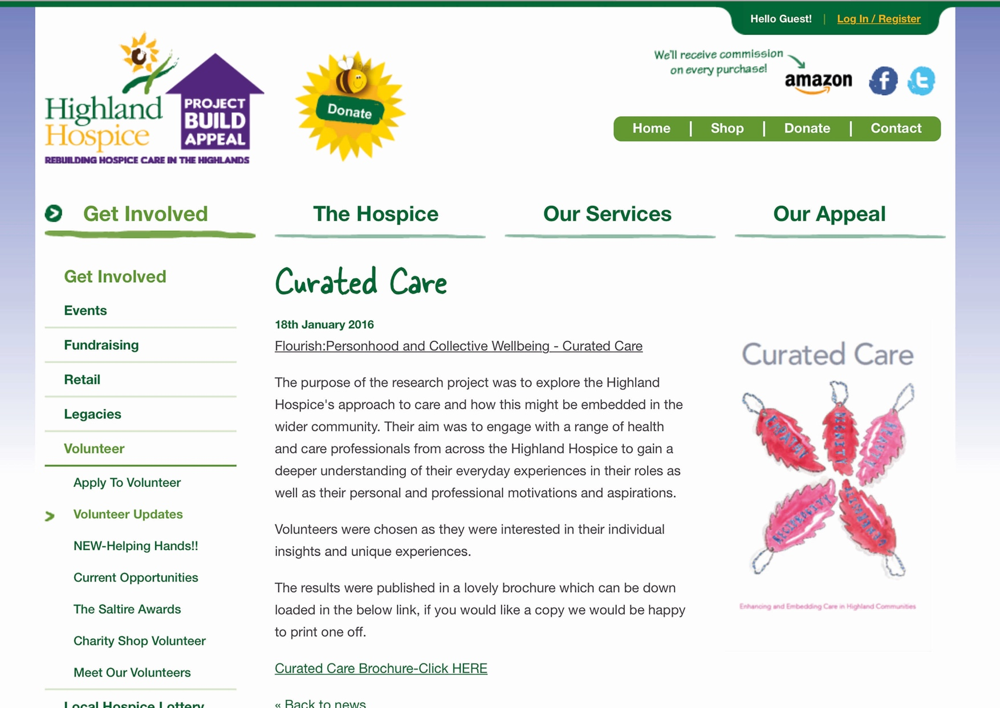 Hello Guest! | Log In / Register
We'll receive commission
on every purchase!
amazon
f
t
Highland
Hospice
PROJECT
BUILD
APPEAL
REBUILDING HOSPICE CARE IN THE HIGHLANDS
Donate
Home | Shop | Donate | Contact
Get Involved
The Hospice
Our Services
Our Appeal
Get Involved
Events
Fundraising
Retail
Legacies
Volunteer
Apply To Volunteer
Volunteer Updates
NEW-Helping Hands!!
Current Opportunities
The Saltire Awards
Charity Shop Volunteer
Meet Our Volunteers
Local Hospice Lottery
Curated Care
18th January 2016
Flourish:Personhood and Collective Wellbeing - Curated Care
The purpose of the research project was to explore the Highland
Hospice's approach to care and how this might be embedded in the
wider community. Their aim was to engage with a range of health
and care professionals from across the Highland Hospice to gain a
deeper understanding of their everyday experiences in their roles as
well as their personal and professional motivations and aspirations.
Volunteers were chosen as they were interested in their individual
insights and unique experiences.
The results were published in a lovely brochure which can be down
loaded in the below link, if you would like a copy we would be happy
to print one off.
Curated Care Brochure-Click HERE
« Back to news
Curated Care
EMPATHY
DIGNITY
RECIPROCITY
Enhancing and Embedding Care in Highland Communities